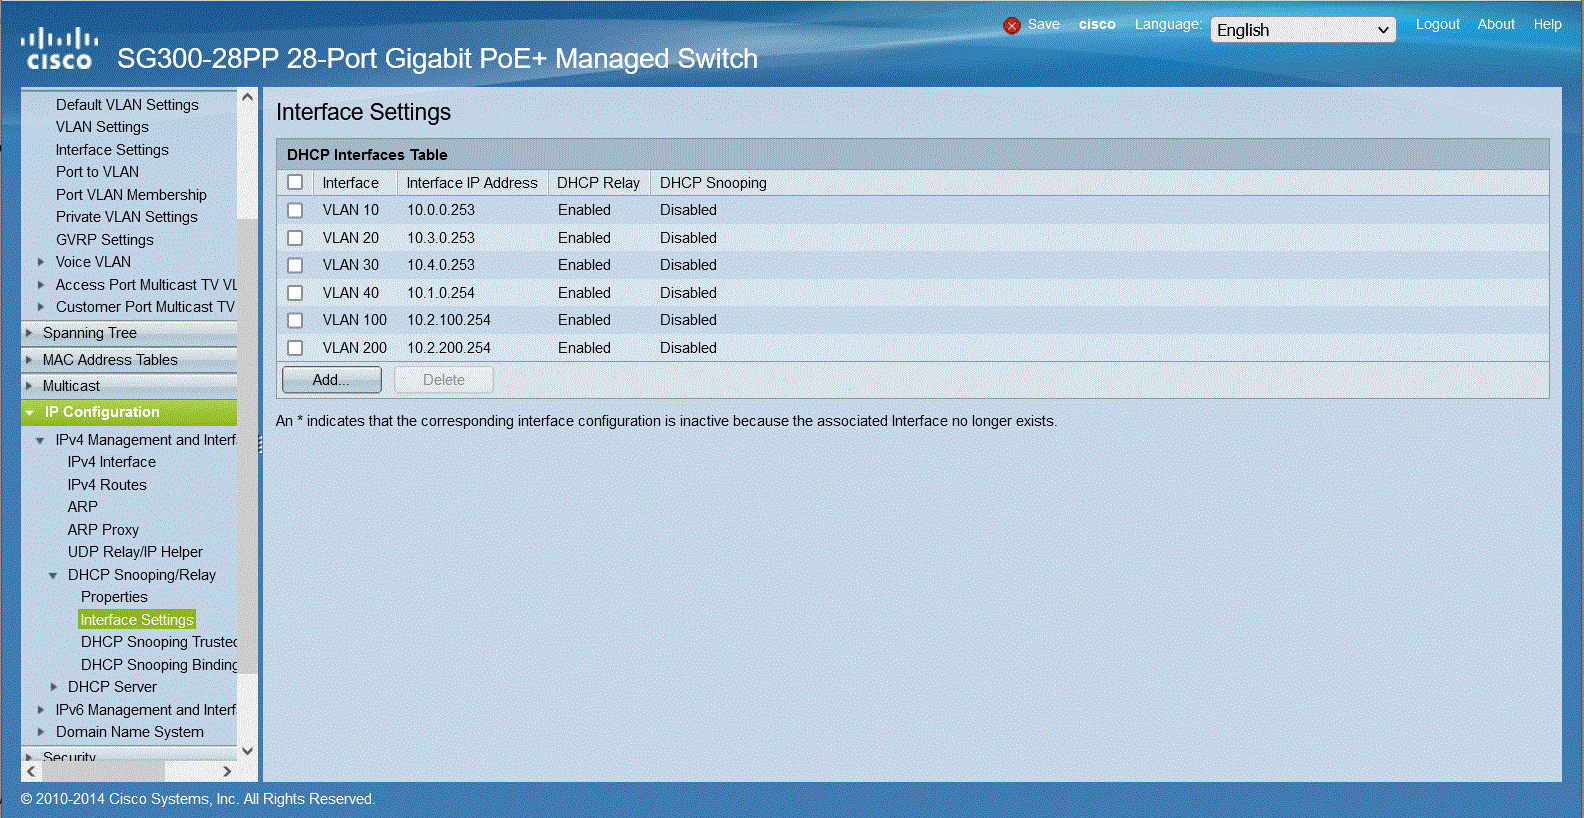 Save cisco Language: English Logout About Help
cisco
SG300-28PP 28-Port Gigabit PoE+ Managed Switch
Default VLAN Settings
VLAN Settings
Interface Settings
Port to VLAN
Port VLAN Membership
Private VLAN Settings
GVRP Settings
Voice VLAN
Access Port Multicast TV VL
Customer Port Multicast TV
Spanning Tree
MAC Address Tables
Multicast
IP Configuration
IPv4 Management and Interfa
IPv4 Interface
IPv4 Routes
ARP
ARP Proxy
UDP Relay/IP Helper
DHCP Snooping/Relay
Properties
Interface Settings
DHCP Snooping Trusted
DHCP Snooping Binding
DHCP Server
IPv6 Management and Interfa
Domain Name System
Security
Interface Settings
DHCP Interfaces Table
Interface Interface IP Address DHCP Relay DHCP Snooping
VLAN 10 10.0.0.253 Enabled Disabled
VLAN 20 10.3.0.253 Enabled Disabled
VLAN 30 10.4.0.253 Enabled Disabled
VLAN 40 10.1.0.254 Enabled Disabled
VLAN 100 10.2.100.254 Enabled Disabled
VLAN 200 10.2.200.254 Enabled Disabled
Add... Delete
An * indicates that the corresponding interface configuration is inactive because the associated Interface no longer exists.
© 2010-2014 Cisco Systems, Inc. All Rights Reserved.